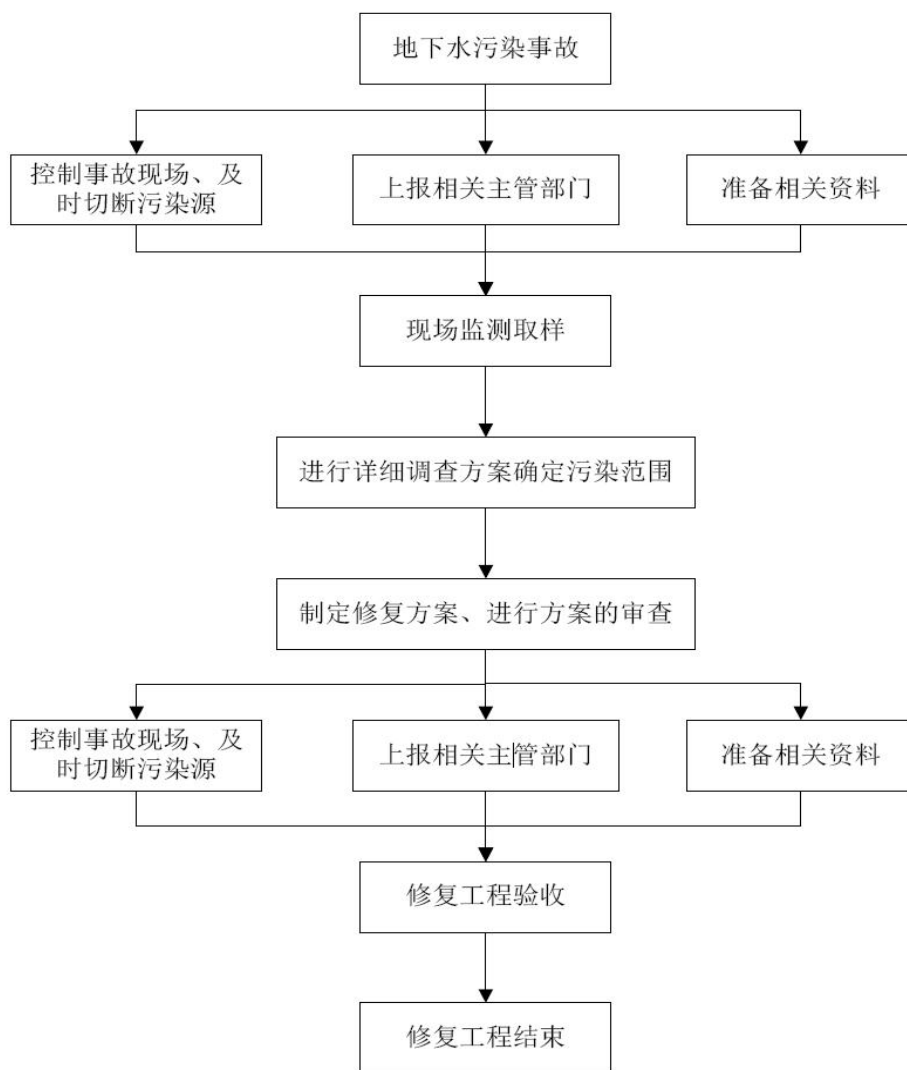 地下水污染事故
控制事故现场、及
时切断污染源
上报相关主管部门
准备相关资料
现场监测取样
进行详细调查方案确定污染范围
制定修复方案、进行方案的审查
控制事故现场、及
时切断污染源
上报相关主管部门
准备相关资料
修复工程验收
修复工程结束